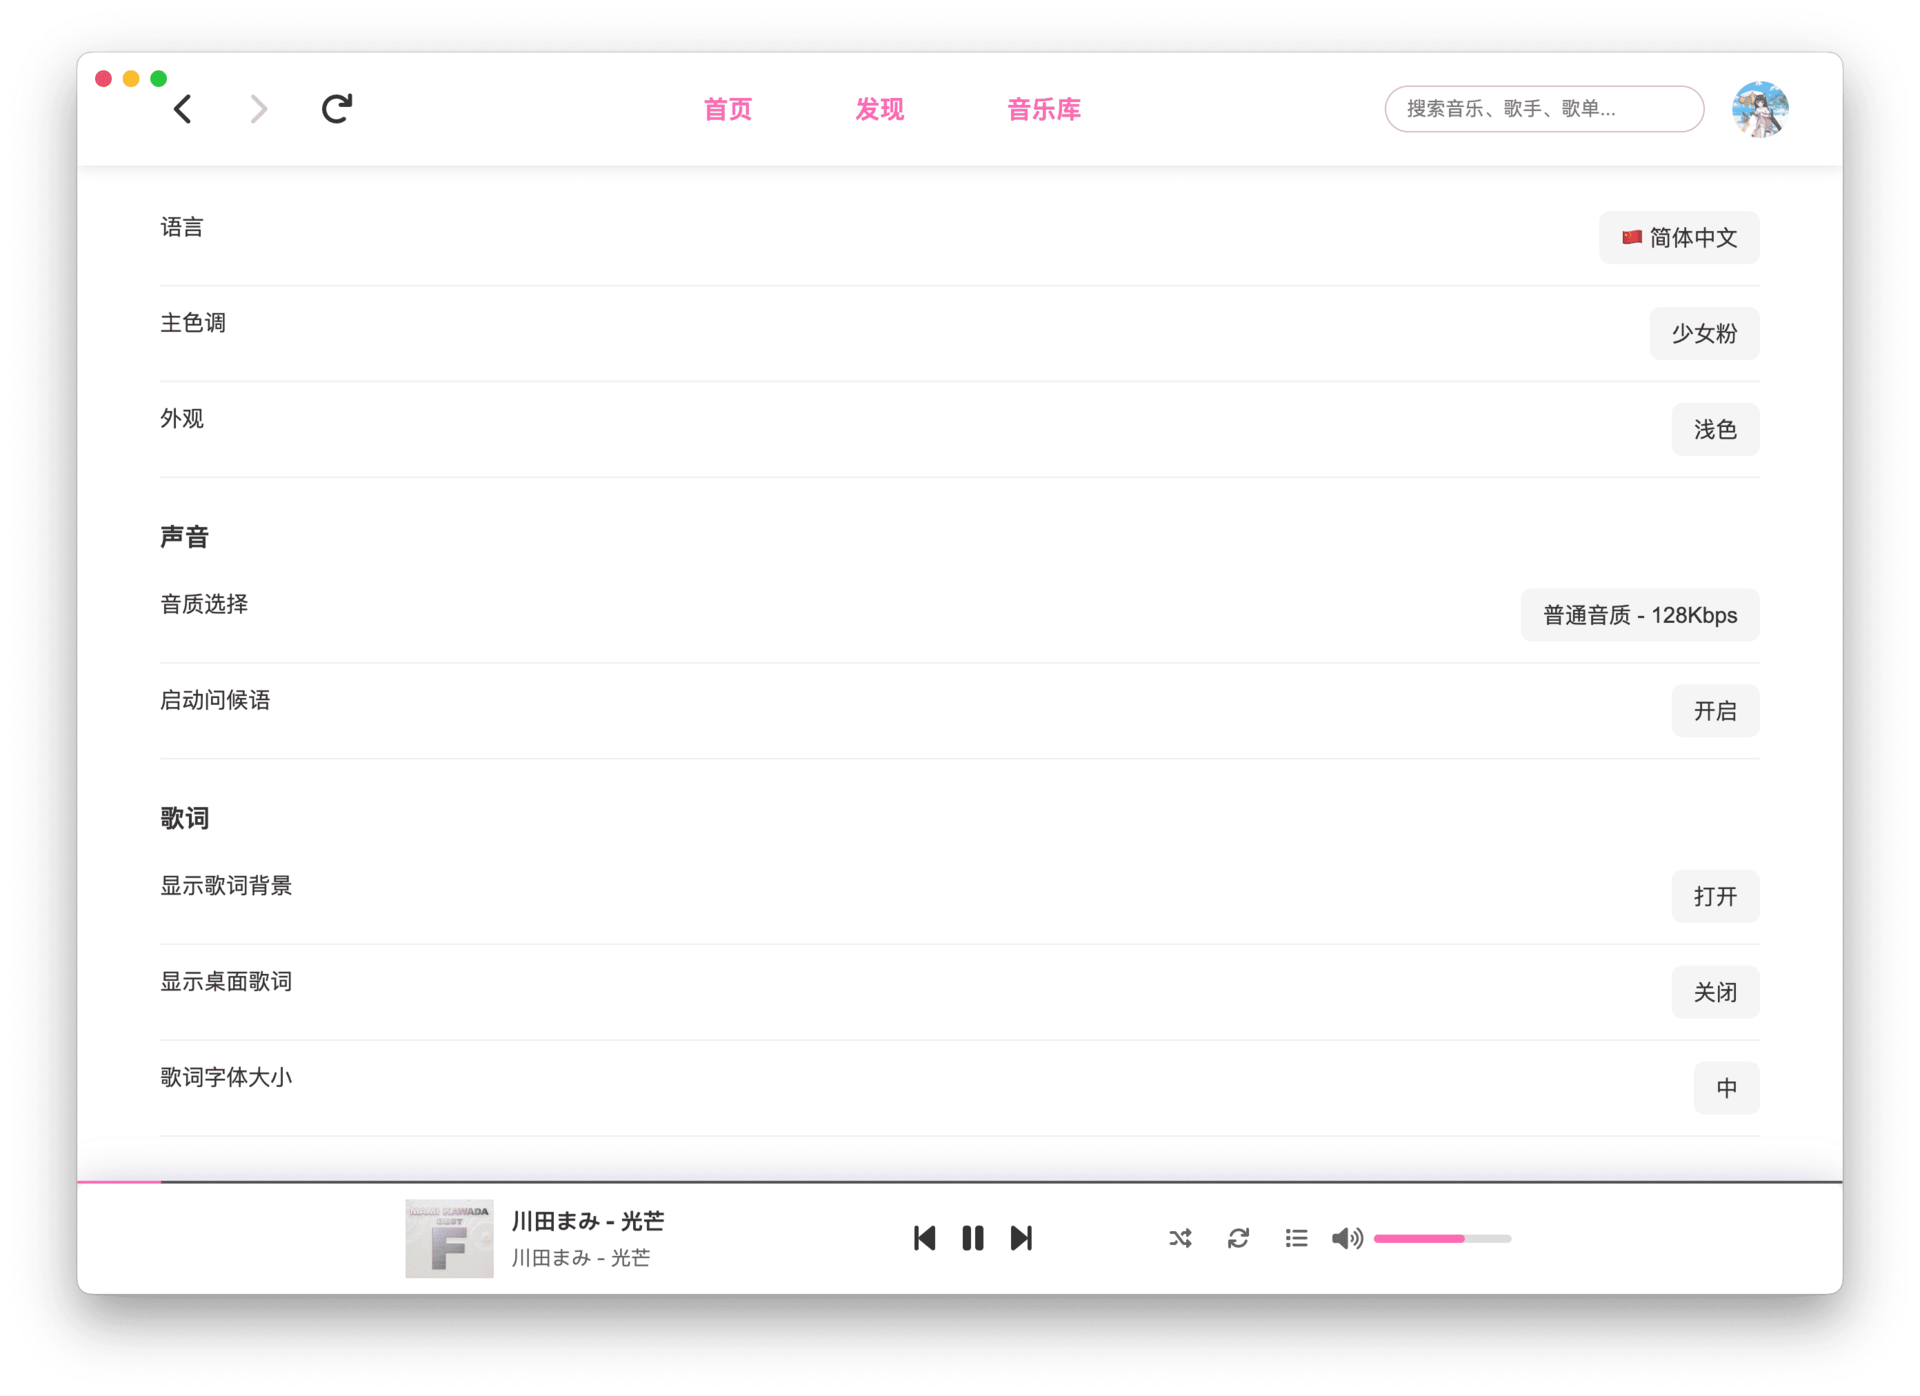 首页
发现
音乐库
搜索音乐、歌手、歌单...
语言
简体中文
主色调
少女粉
外观
浅色
声音
音质选择
普通音质 - 128Kbps
启动问候语
开启
歌词
显示歌词背景
打开
显示桌面歌词
关闭
歌词字体大小
中
MAMI KAWADA
BEST
F
川田まみ - 光芒
川田まみ - 光芒